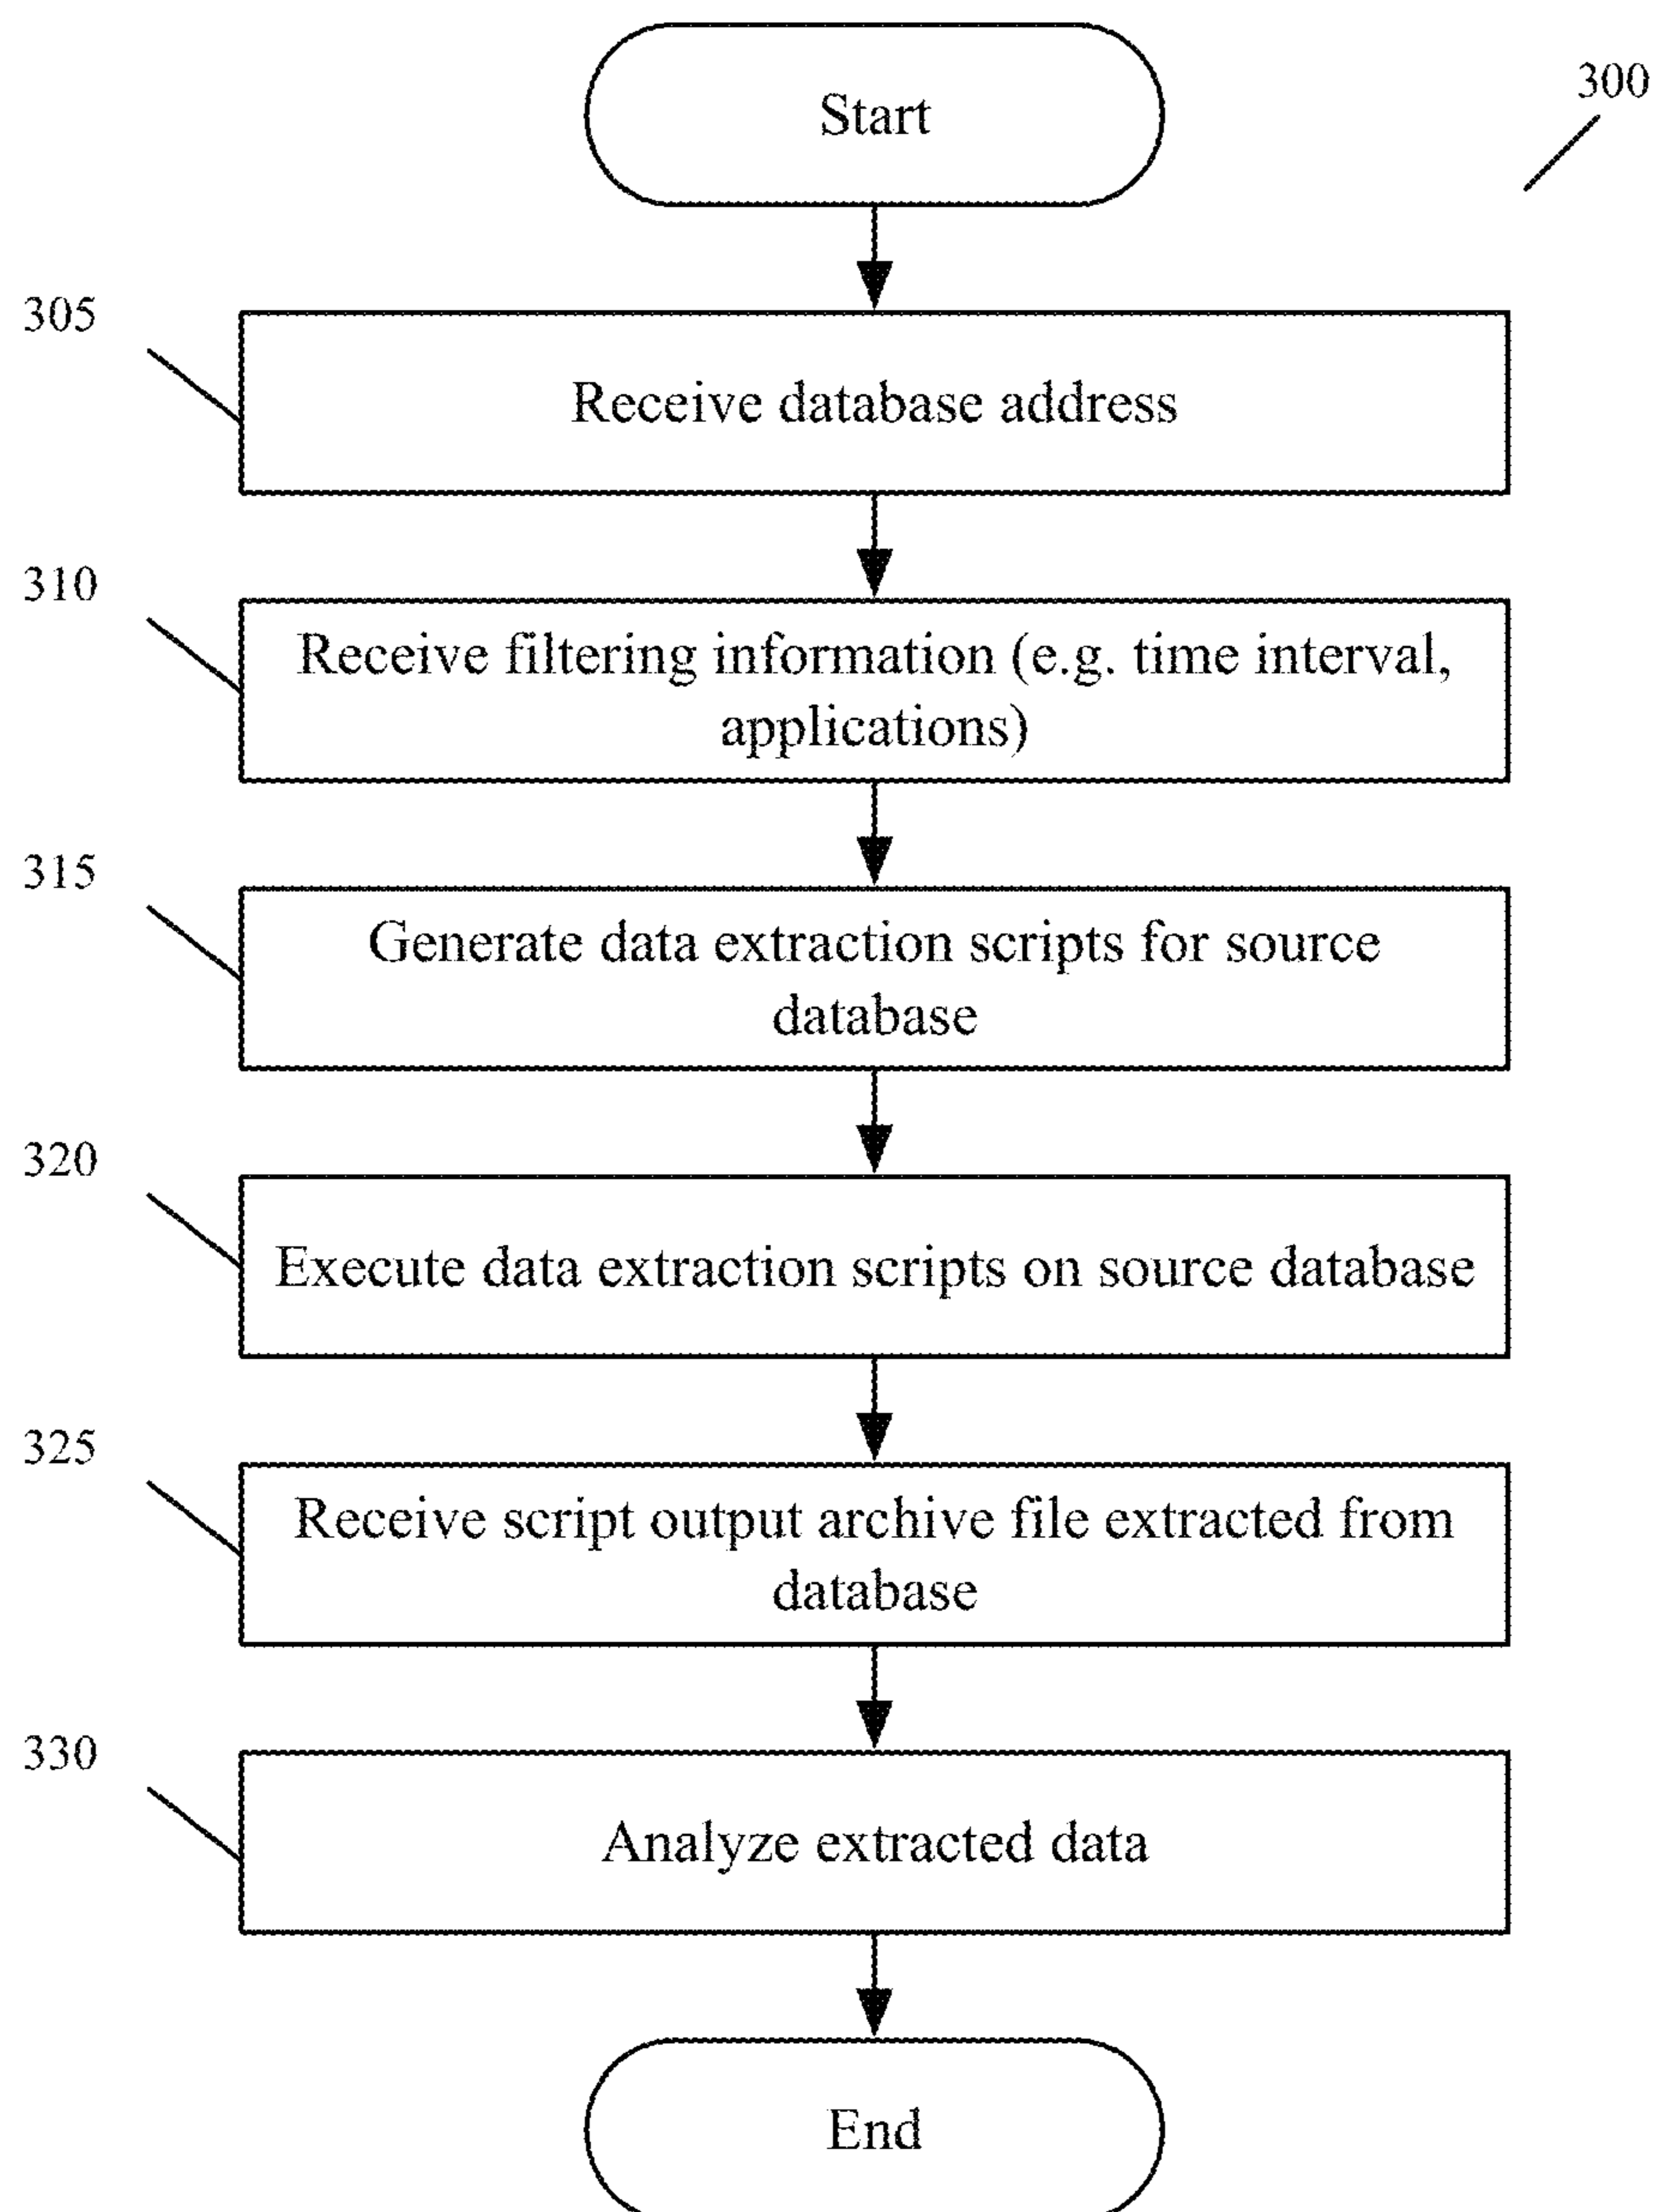 Start
300
305
Receive database address
310
Receive filtering information (e.g. time interval,
applications)
315
Generate data extraction scripts for source
database
320
Execute data extraction scripts on source database
325
Receive script output archive file extracted from
database
330
Analyze extracted data
End